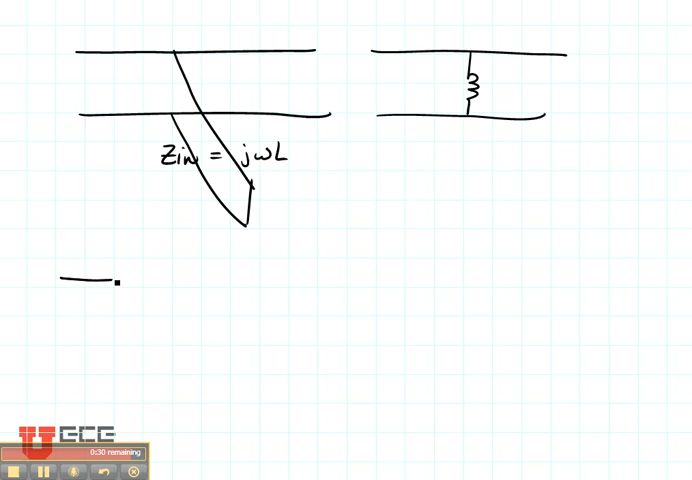 Zin = jωL
ECE
0:30 remaining